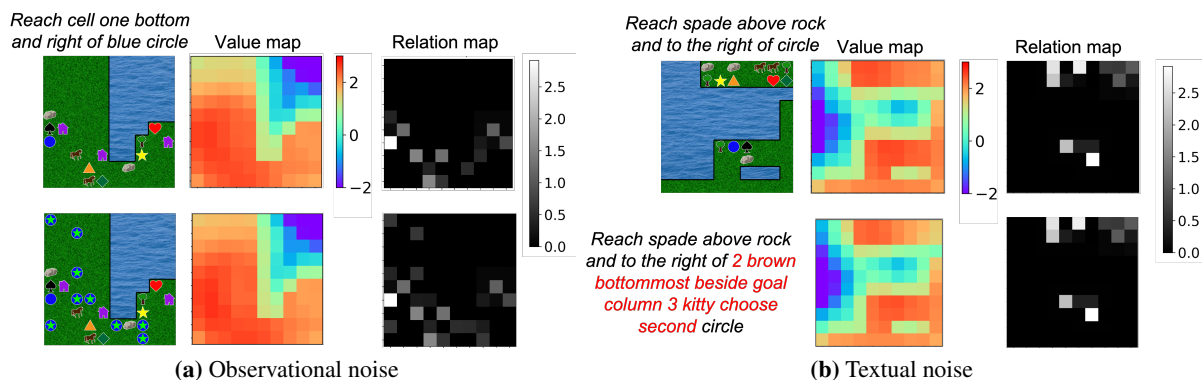 Reach cell one bottom
and right of blue circle
Value map
Relation map
3
2
0
−2
2.5
2.0
1.5
1.0
0.5
0.0
(a) Observational noise
Reach spade above rock
and to the right of circle
Value map
Relation map
2
0
−2
2.5
2.0
1.5
1.0
0.5
0.0
Reach spade above rock
and to the right of 2 brown
bottommost beside goal
column 3 kitty choose
second circle
(b) Textual noise